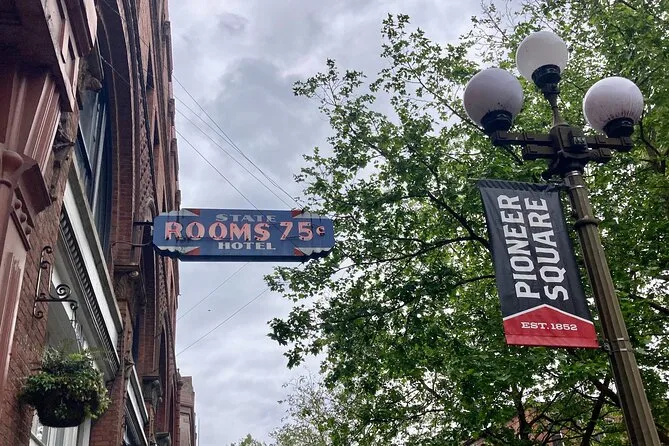 STATE
ROOMS 75¢
HOTEL
PIONEER
SQUARE
EST. 1852